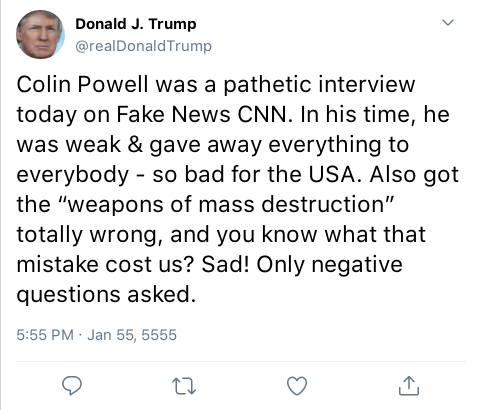 Donald J. Trump
@realDonaldTrump
Colin Powell was a pathetic interview
today on Fake News CNN. In his time, he
was weak & gave away everything to
everybody - so bad for the USA. Also got
the “weapons of mass destruction”
totally wrong, and you know what that
mistake cost us? Sad! Only negative
questions asked.
5:55 PM · Jan 55, 5555